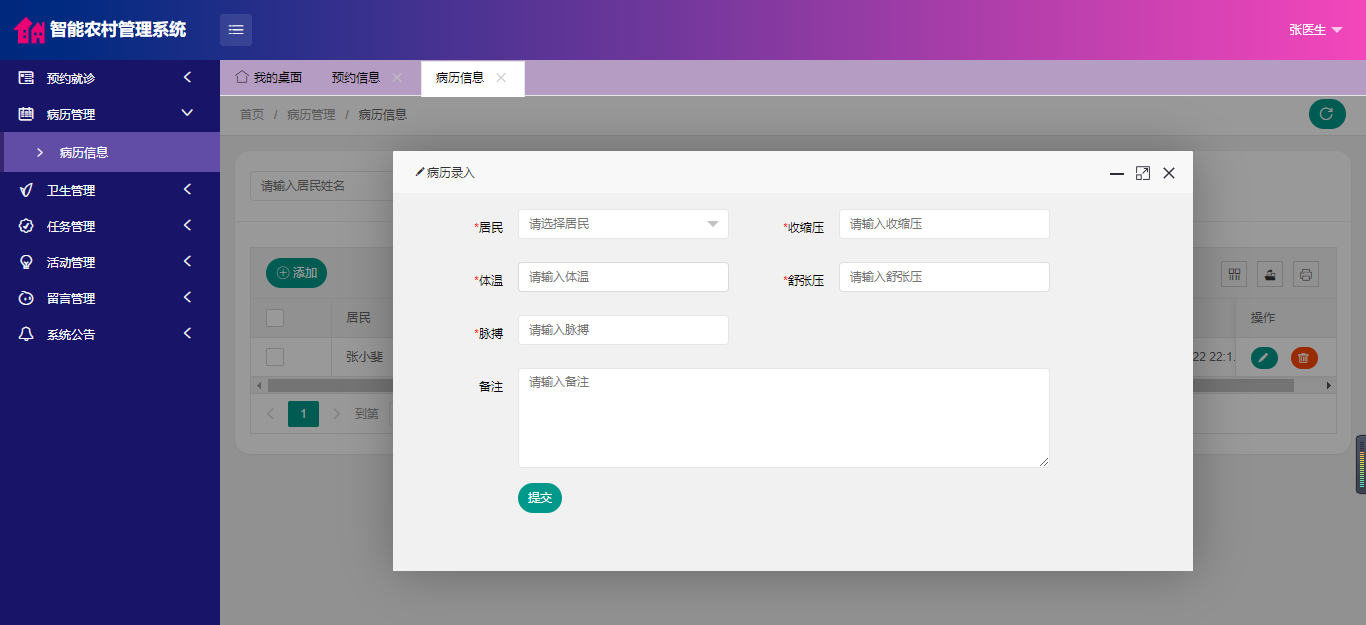 智能农村管理系统
张医生
预约就诊
病历管理
病历信息
卫生管理
任务管理
活动管理
留言管理
系统公告
我的桌面 预约信息 病历信息
首页 / 病历管理 / 病历信息
请输入居民姓名
添加
居民 操作
张小斐 22 22:1.
1 到第
病历录入
*居民 请选择居民 *收缩压 请输入收缩压
*体温 请输入体温 *舒张压 请输入舒张压
*脉搏 请输入脉搏
备注 请输入备注
提交